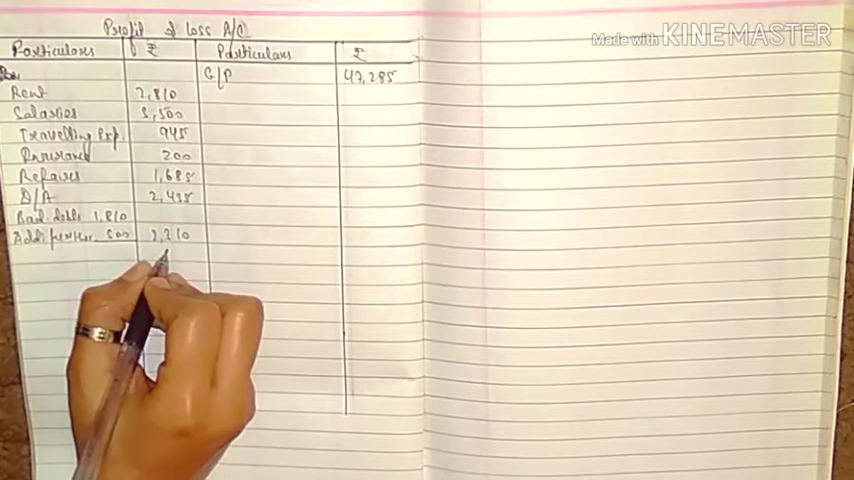 Made with KINEMASTER
Profit & Loss A/C
Particulars ₹ Particulars ₹
G/P 47,285
Rent 2,810
Salaries 5,500
Travelling Exp. 945
Insurance 200
Repairs 1,685
D/A 2,435
Bad debts 1,810
Add: further 500 2,310